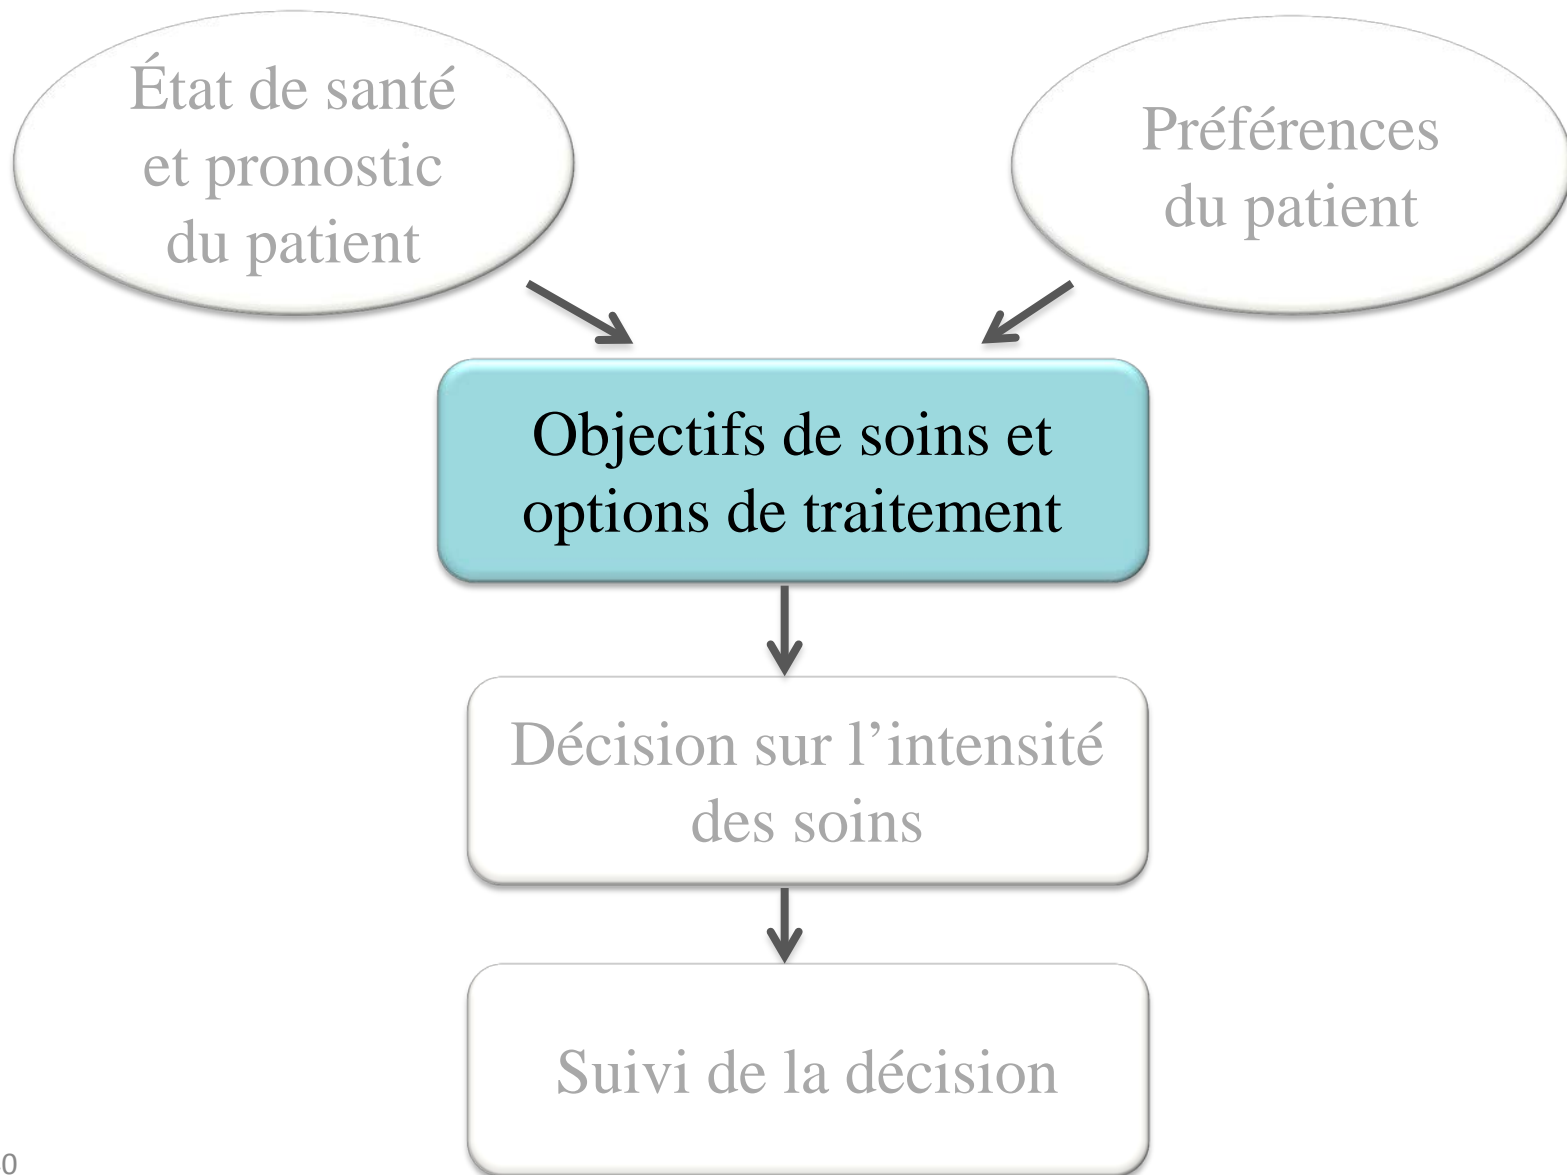 État de santé
et pronostic
du patient
Préférences
du patient
Objectifs de soins et
options de traitement
Décision sur l’intensité
des soins
Suivi de la décision
0